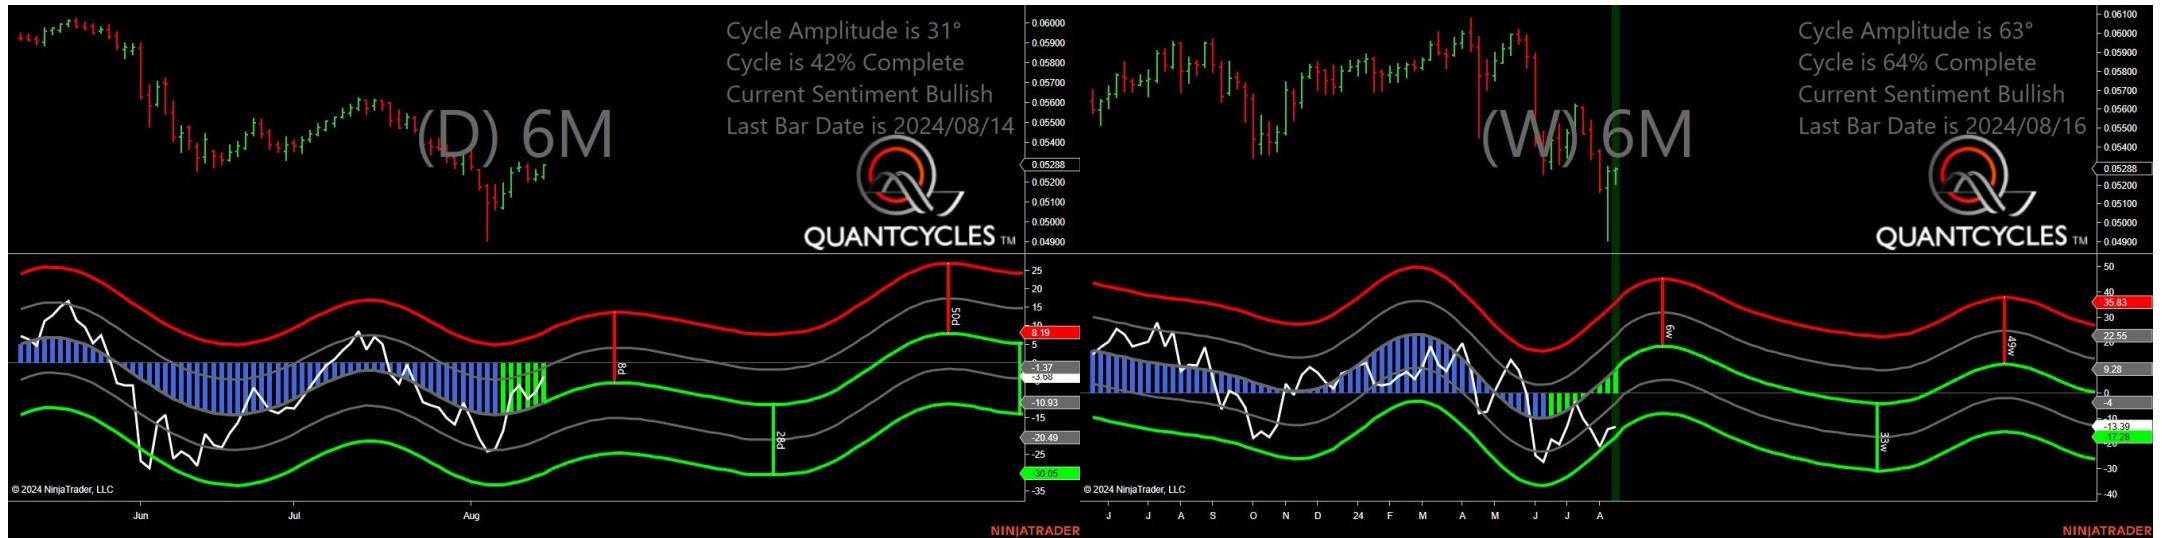 Cycle Amplitude is 31°
Cycle is 42% Complete
Current Sentiment Bullish
Last Bar Date is 2024/08/14
(D) 6M
QUANTCYCLES TM
0.06000
0.05900
0.05800
0.05700
0.05600
0.05500
0.05400
0.05288
0.05200
0.05100
0.05000
0.04900
25
20
15
10
8.19
5
0
-1.37
-3.68
-10.93
-15
-20.49
-25
-30.05
-35
8d
28d
50d
© 2024 NinjaTrader, LLC
Jun
Jul
Aug
NINJATRADER
Cycle Amplitude is 63°
Cycle is 64% Complete
Current Sentiment Bullish
Last Bar Date is 2024/08/16
(W) 6M
QUANTCYCLES TM
0.06100
0.06000
0.05900
0.05800
0.05700
0.05600
0.05500
0.05400
0.05288
0.05200
0.05100
0.05000
0.04900
50
40
35.83
30
22.55
20
9.28
0
-4
-10
-13.39
-17.28
-20
-30
-40
6w
33w
49w
© 2024 NinjaTrader, LLC
J
J
A
S
O
N
D
24
F
M
A
M
J
J
A
NINJATRADER